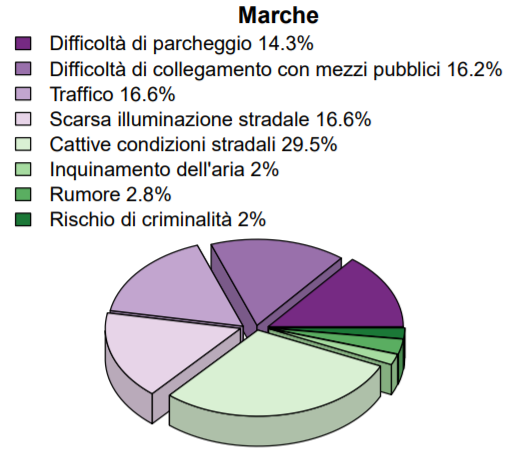 Marche
Difficoltà di parcheggio 14.3%
Difficoltà di collegamento con mezzi pubblici 16.2%
Traffico 16.6%
Scarsa illuminazione stradale 16.6%
Cattive condizioni stradali 29.5%
Inquinamento dell'aria 2%
Rumore 2.8%
Rischio di criminalità 2%